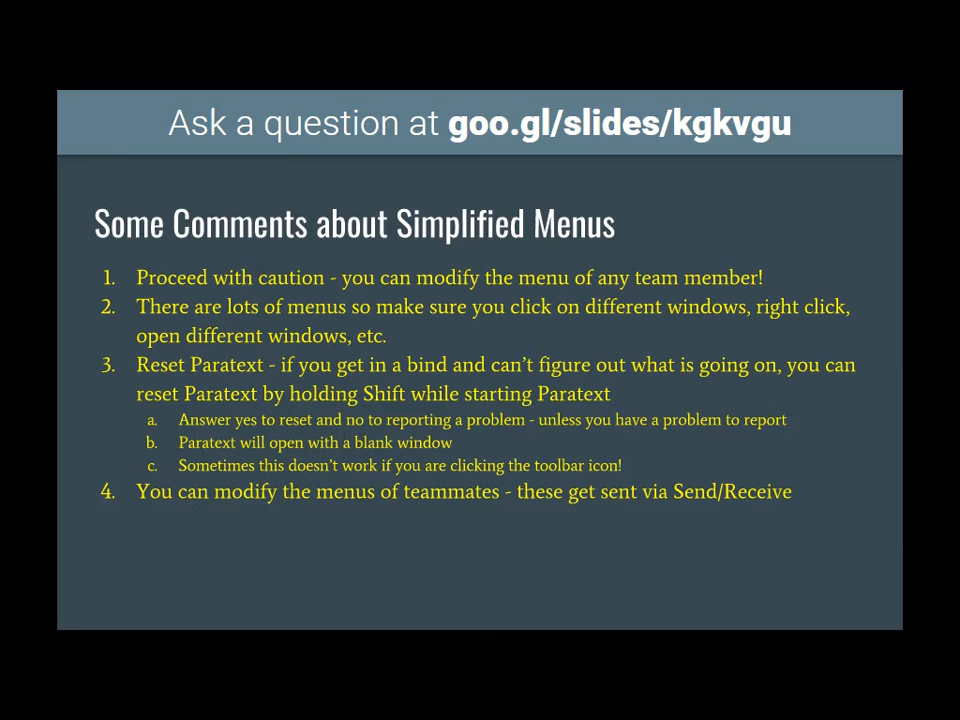 Ask a question at goo.gl/slides/kgkvgu
Some Comments about Simplified Menus
1. Proceed with caution - you can modify the menu of any team member!
2. There are lots of menus so make sure you click on different windows, right click,
open different windows, etc.
3. Reset Paratext - if you get in a bind and can't figure out what is going on, you can
reset Paratext by holding Shift while starting Paratext
a. Answer yes to reset and no to reporting a problem - unless you have a problem to report
b. Paratext will open with a blank window
c. Sometimes this doesn't work if you are clicking the toolbar icon!
4. You can modify the menus of teammates - these get sent via Send/Receive